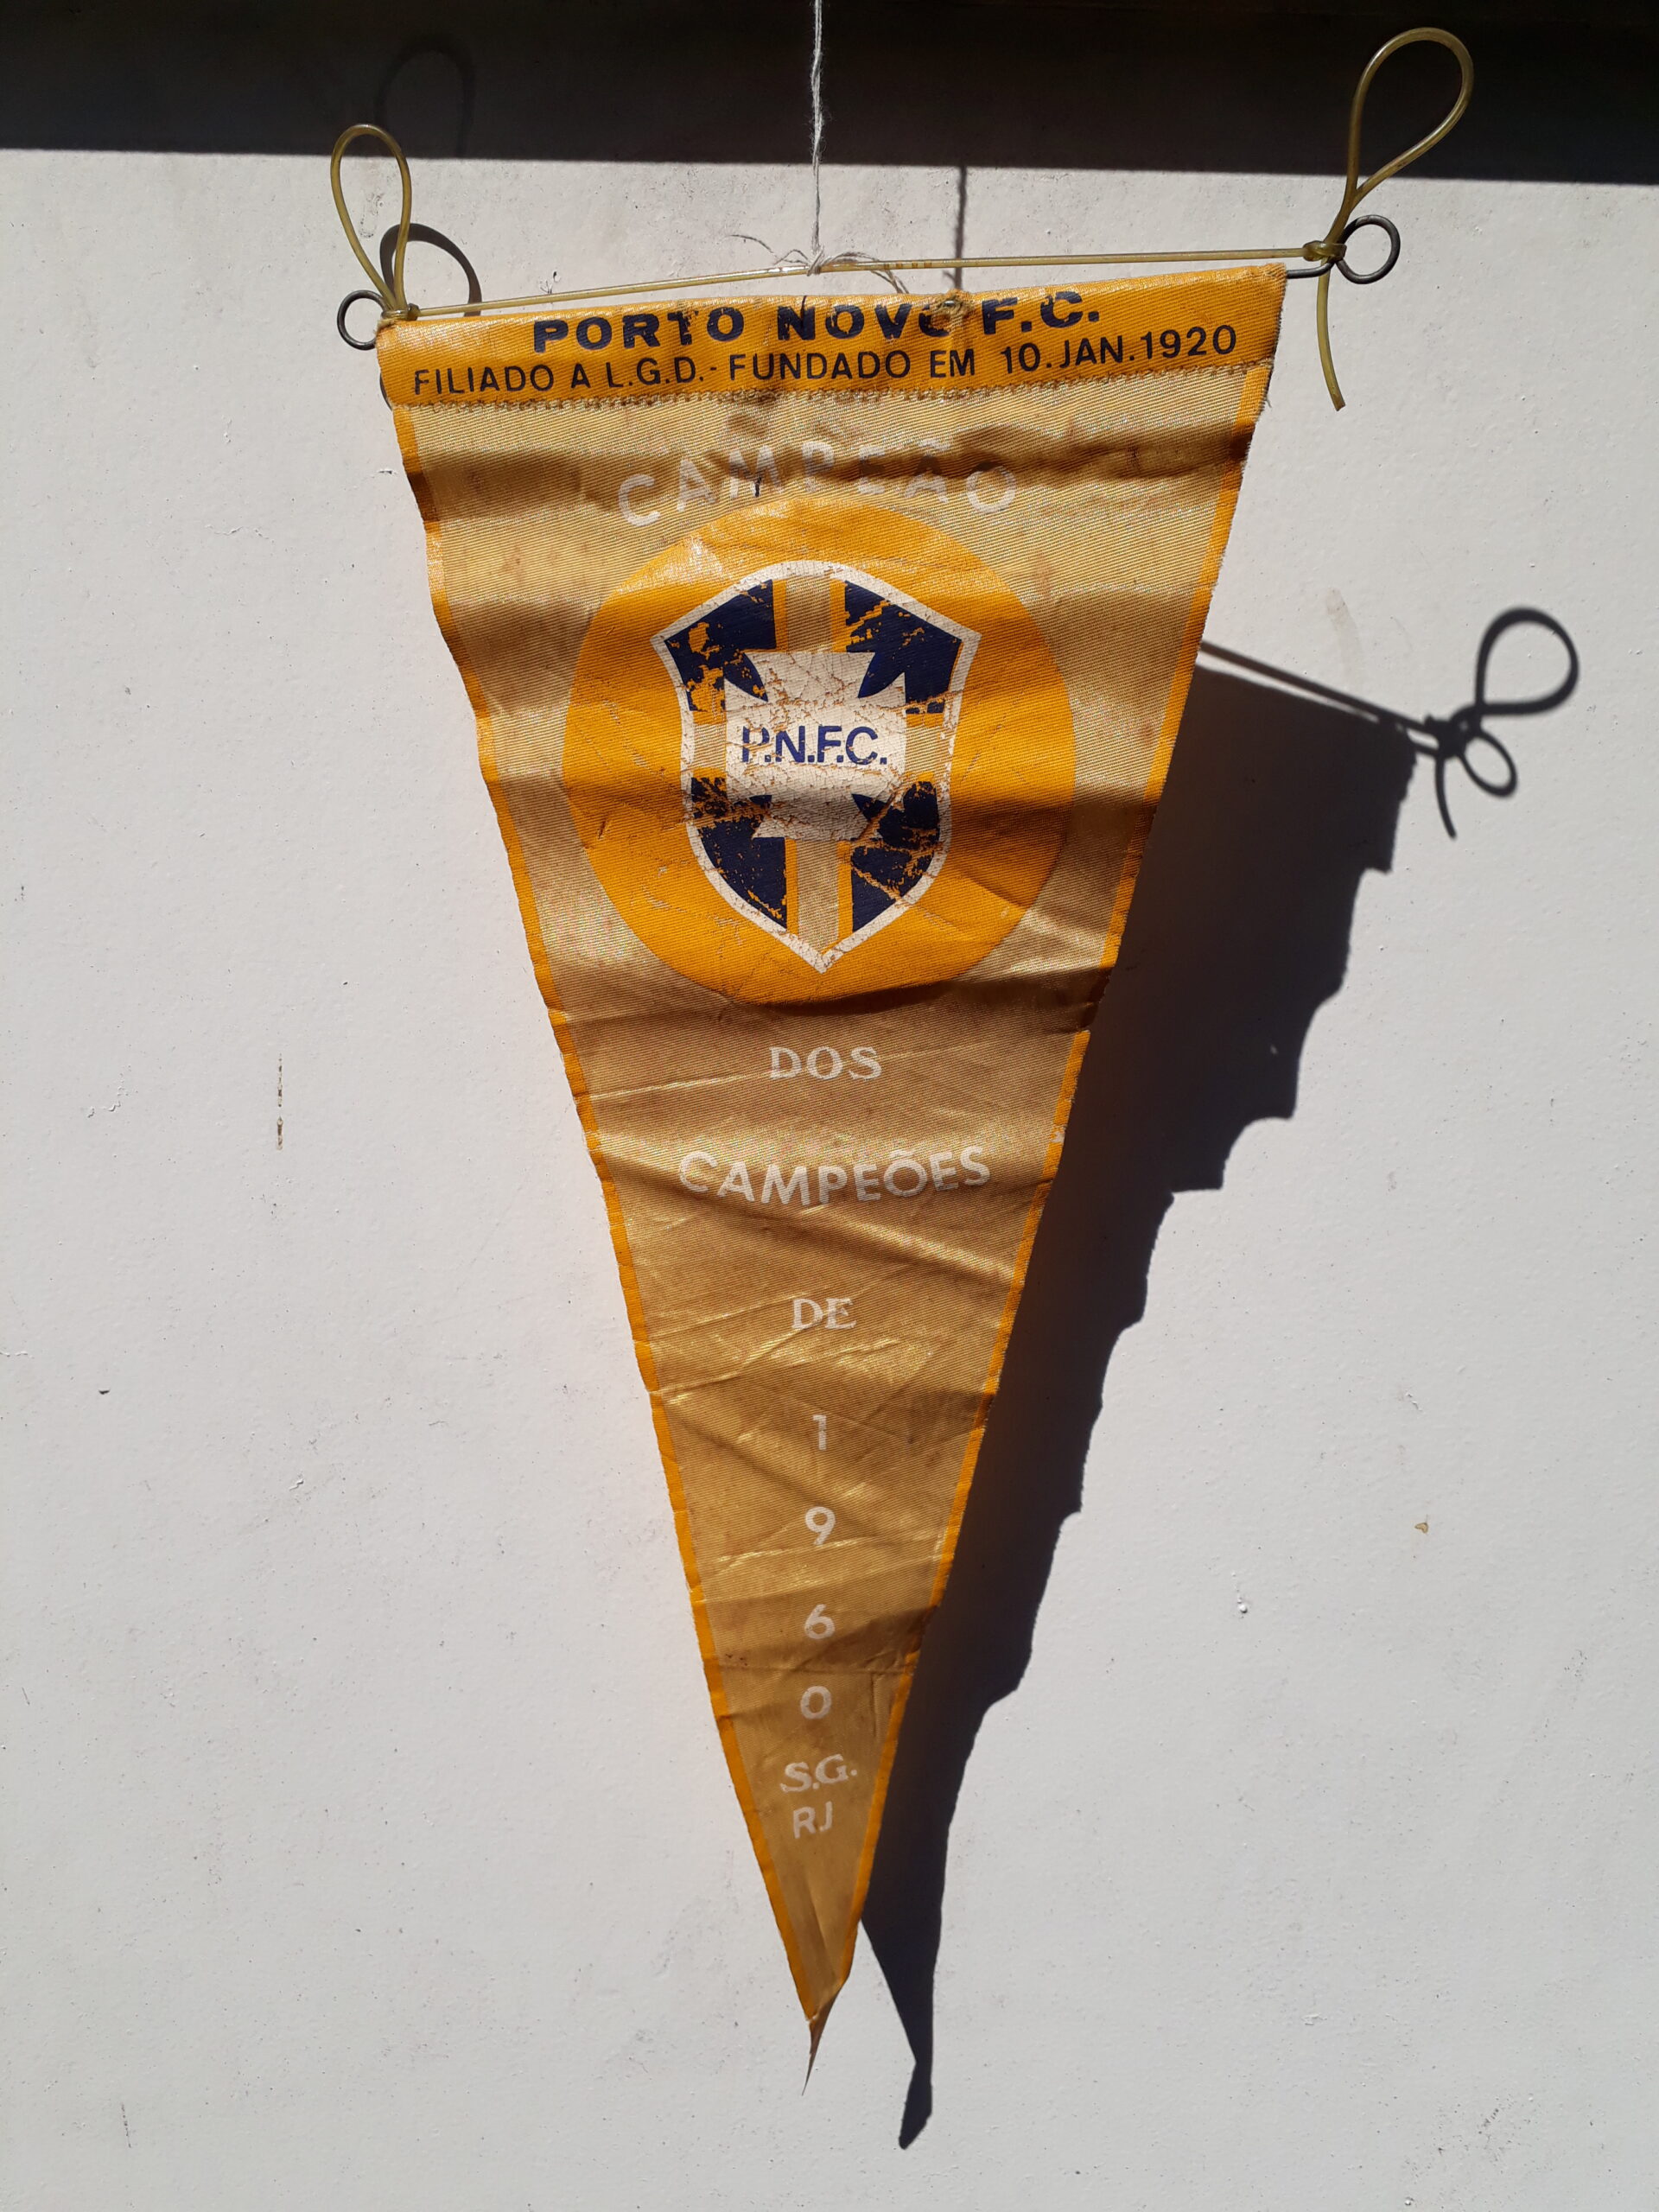 PORTO NOVO F.C.
FILIADO A L.G.D. - FUNDADO EM 10.JAN.1920
CAMPEÃO
P.N.F.C.
DOS
CAMPEÕES
DE
1
9
6
0
S.G.
RJ